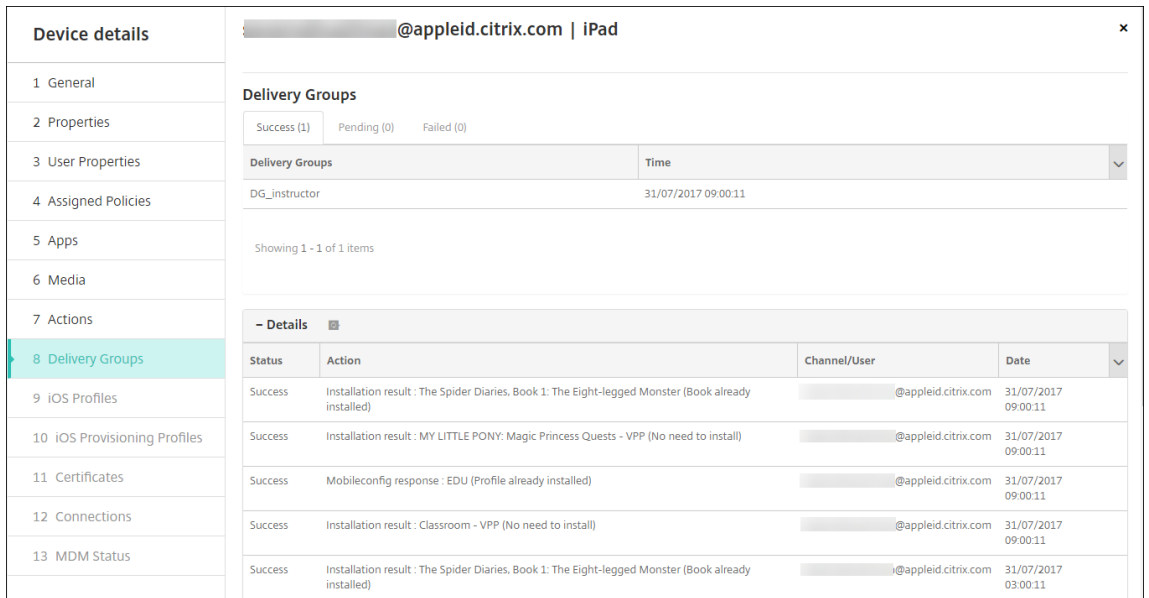 Device details
@appleid.citrix.com | iPad
×
1 General
2 Properties
3 User Properties
4 Assigned Policies
5 Apps
6 Media
7 Actions
8 Delivery Groups
9 iOS Profiles
10 iOS Provisioning Profiles
11 Certificates
12 Connections
13 MDM Status
Delivery Groups
Success (1) Pending (0) Failed (0)
Delivery Groups Time
DG_instructor 31/07/2017 09:00:11
Showing 1 - 1 of 1 items
– Details
Status Action Channel/User Date
Success Installation result : The Spider Diaries, Book 1: The Eight-legged Monster (Book already @appleid.citrix.com 31/07/2017
installed) 09:00:11
Success Installation result : MY LITTLE PONY: Magic Princess Quests - VPP (No need to install) @appleid.citrix.com 31/07/2017
09:00:11
Success Mobileconfig response : EDU (Profile already installed) @appleid.citrix.com 31/07/2017
09:00:11
Success Installation result : Classroom - VPP (No need to install) @appleid.citrix.com 31/07/2017
09:00:11
Success Installation result : The Spider Diaries, Book 1: The Eight-legged Monster (Book already @appleid.citrix.com 31/07/2017
installed) 03:00:11